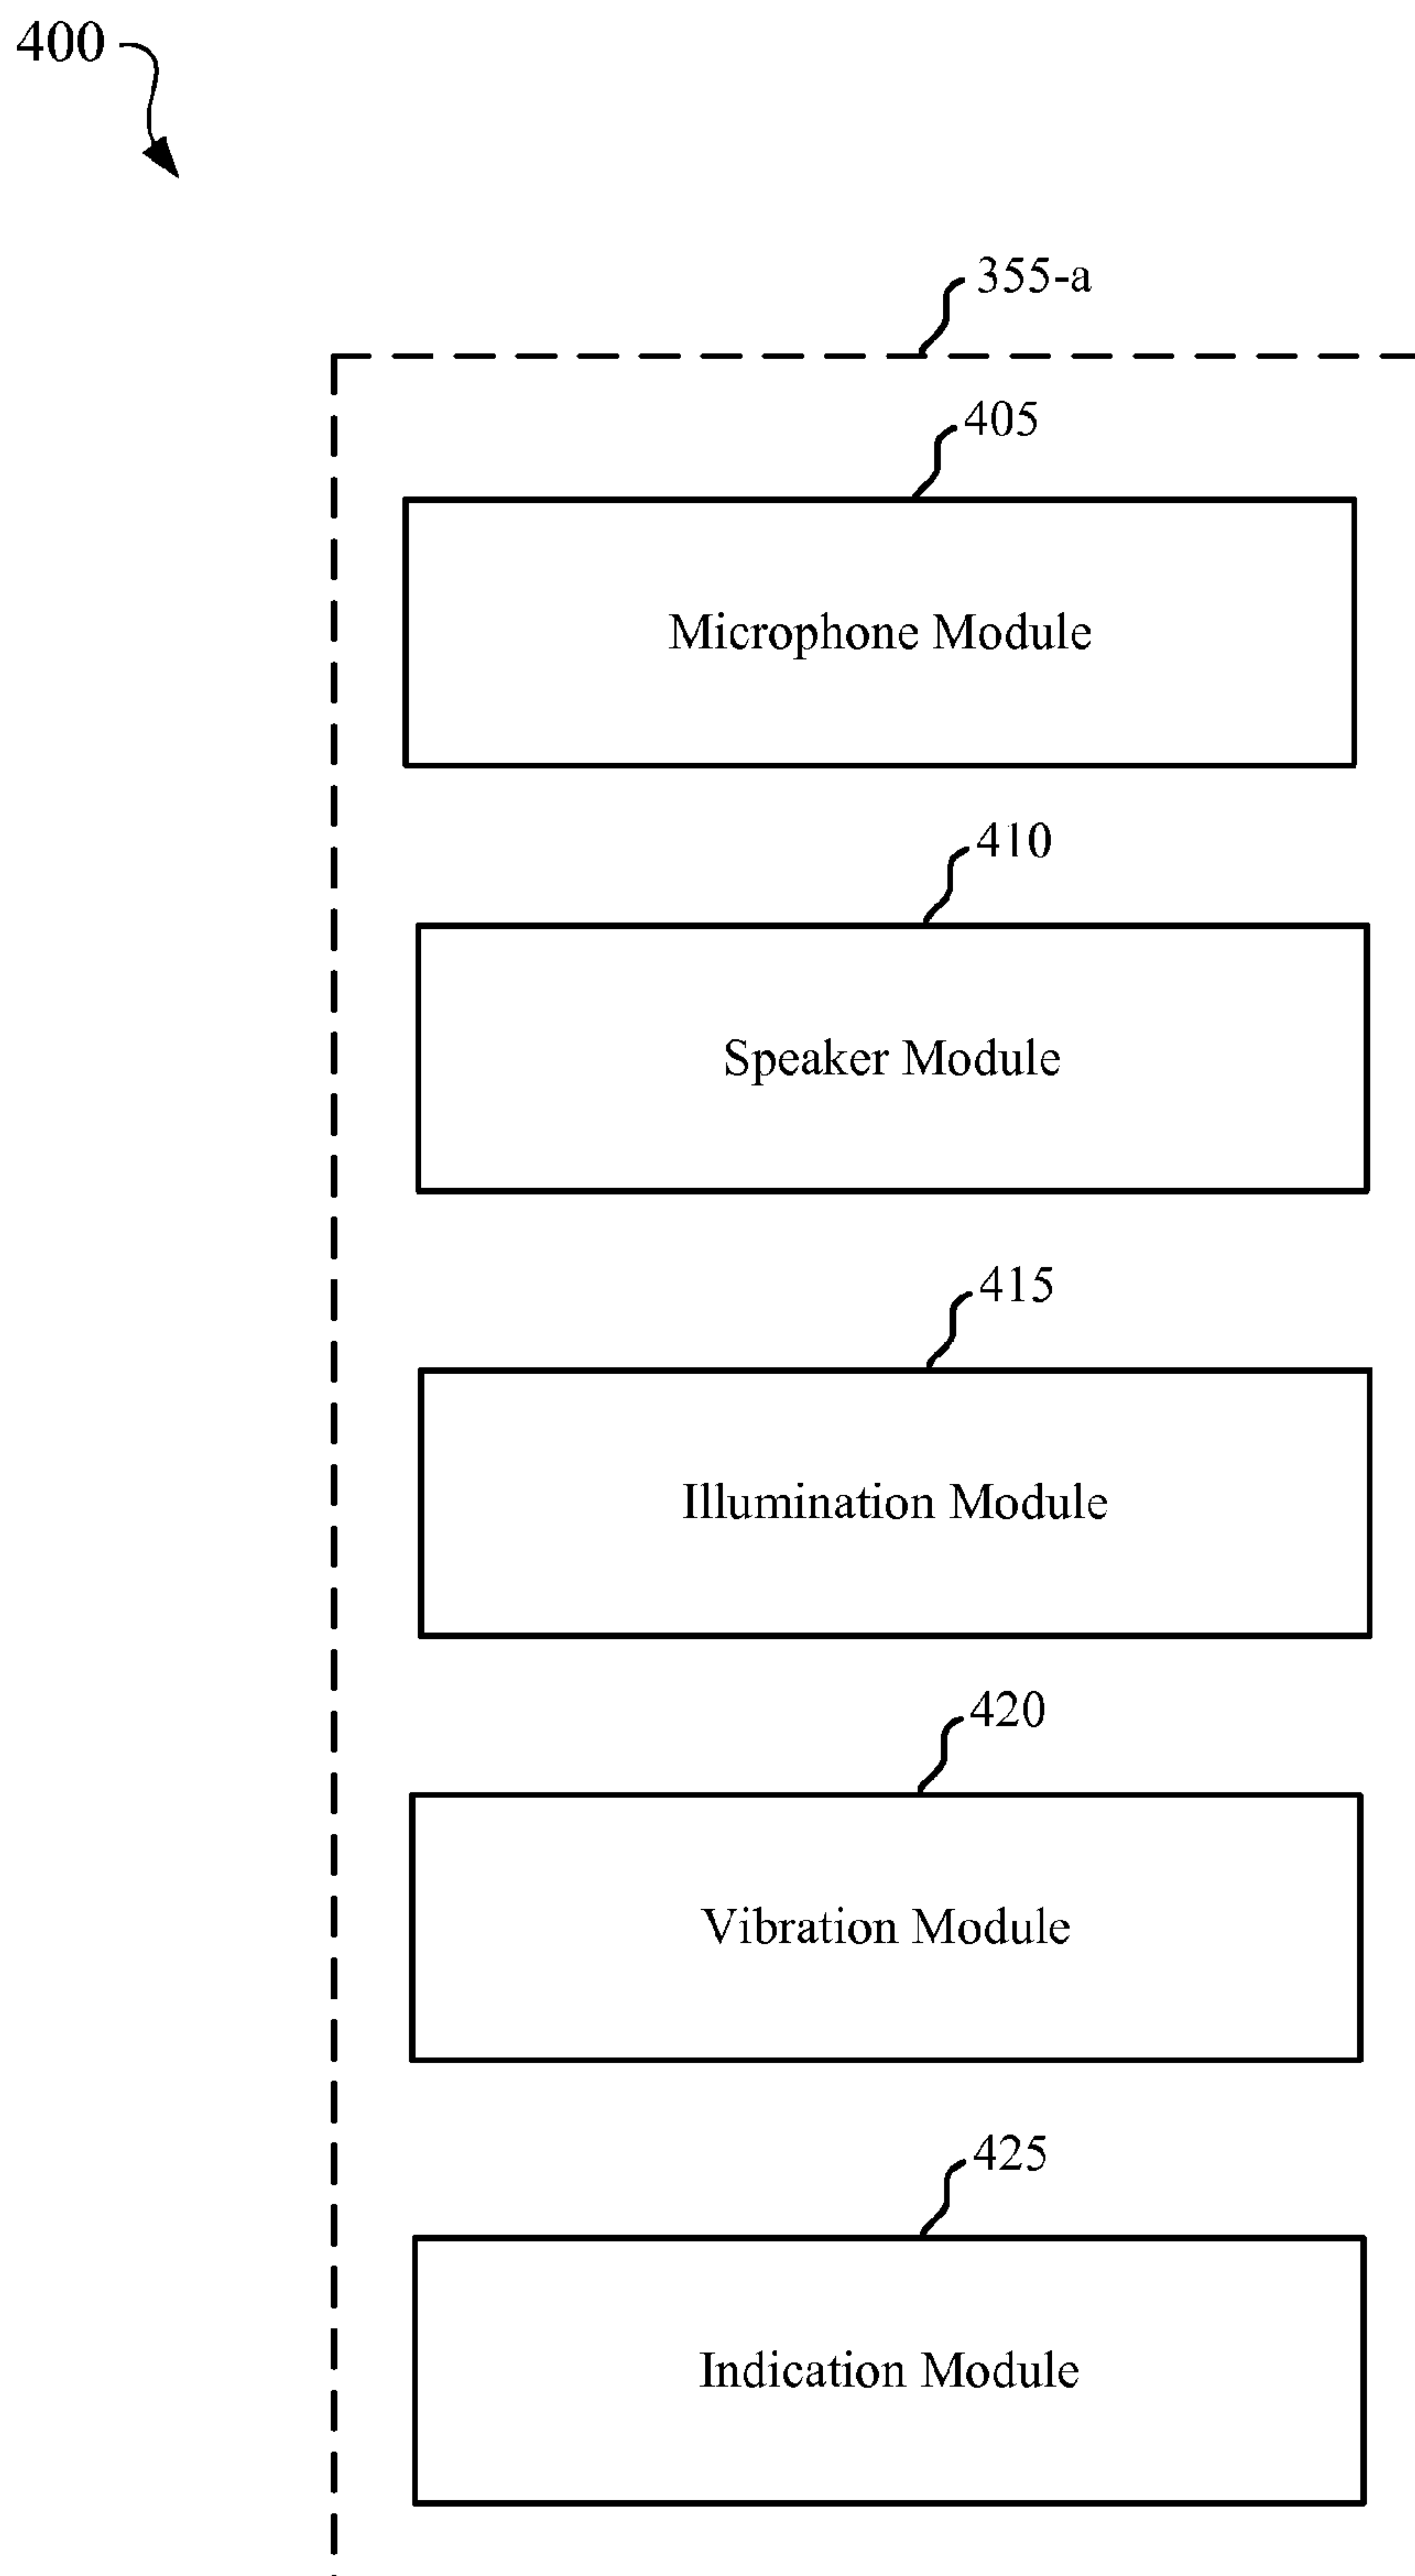 400
355-a
405
Microphone Module
410
Speaker Module
415
Illumination Module
420
Vibration Module
425
Indication Module